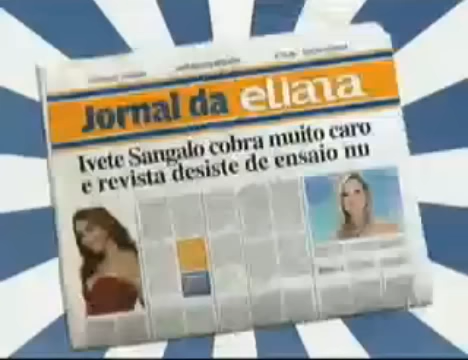 Jornal da eliana
Ivete Sangalo cobra muito caro
e revista desiste de ensaio nu